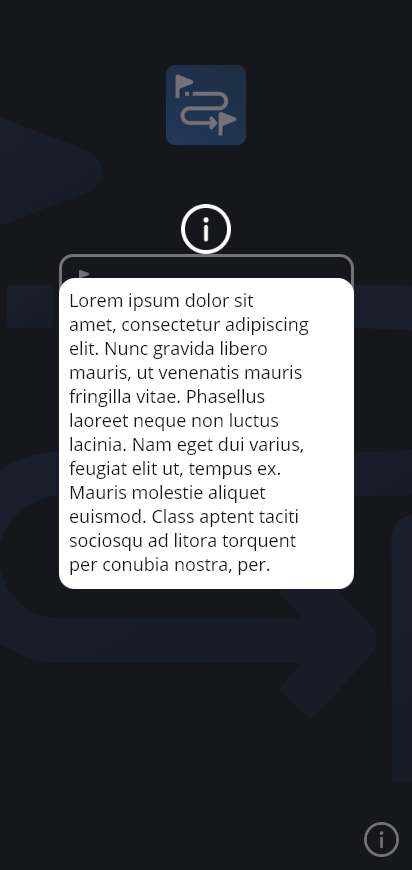 Lorem ipsum dolor sit
amet, consectetur adipiscing
elit. Nunc gravida libero
mauris, ut venenatis mauris
fringilla vitae. Phasellus
laoreet neque non luctus
lacinia. Nam eget dui varius,
feugiat elit ut, tempus ex.
Mauris molestie aliquet
euismod. Class aptent taciti
sociosqu ad litora torquent
per conubia nostra, per.